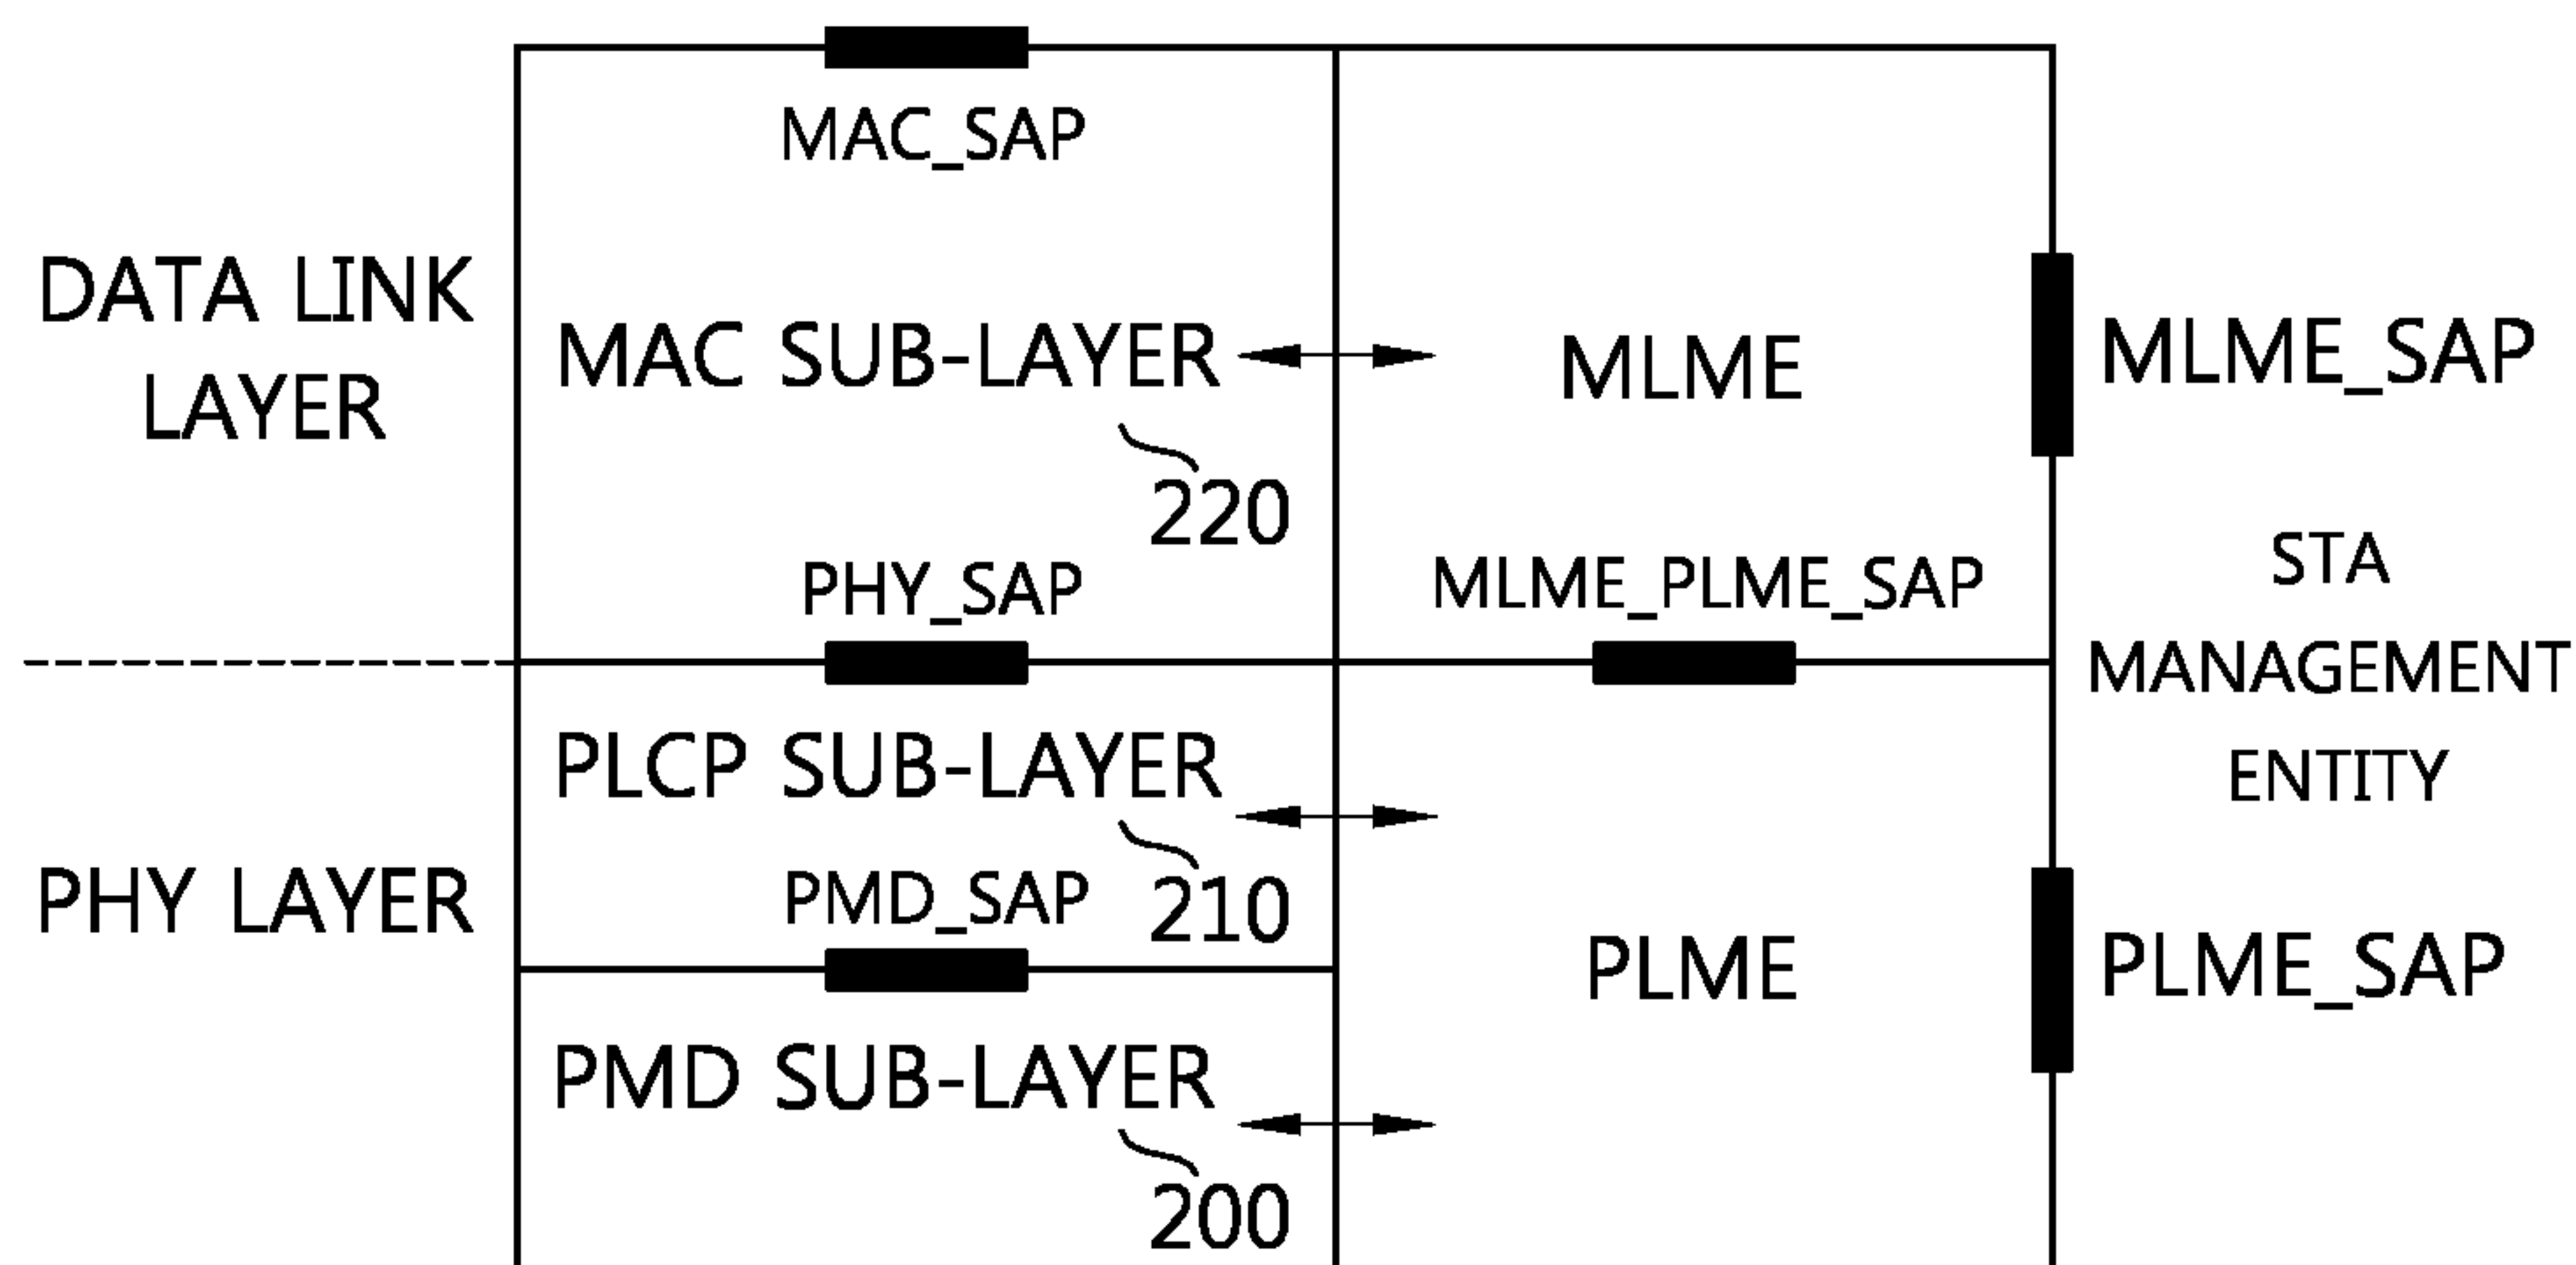 MAC_SAP
DATA LINK
LAYER
MAC SUB-LAYER
220
MLME
MLME_SAP
PHY_SAP
MLME_PLME_SAP
STA
MANAGEMENT
ENTITY
PHY LAYER
PLCP SUB-LAYER
210
PMD_SAP
PLME
PLME_SAP
PMD SUB-LAYER
200